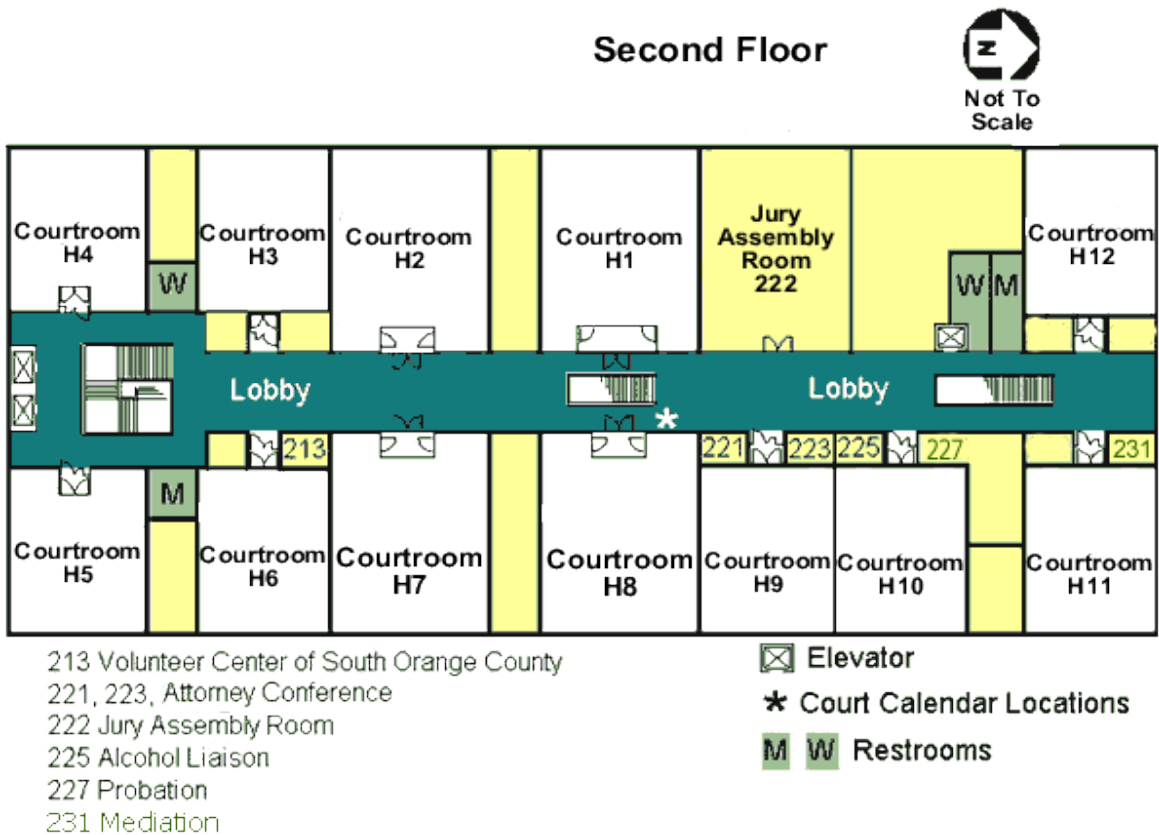 Second Floor
N
Not To
Scale
Courtroom
H4
Courtroom
H3
Courtroom
H2
Courtroom
H1
Jury
Assembly
Room
222
Courtroom
H12
W
W M
Lobby
Lobby
*
213
221
223
225
227
231
M
Courtroom
H5
Courtroom
H6
Courtroom
H7
Courtroom
H8
Courtroom
H9
Courtroom
H10
Courtroom
H11
213 Volunteer Center of South Orange County
221, 223, Attorney Conference
222 Jury Assembly Room
225 Alcohol Liaison
227 Probation
231 Mediation
Elevator
* Court Calendar Locations
M W Restrooms